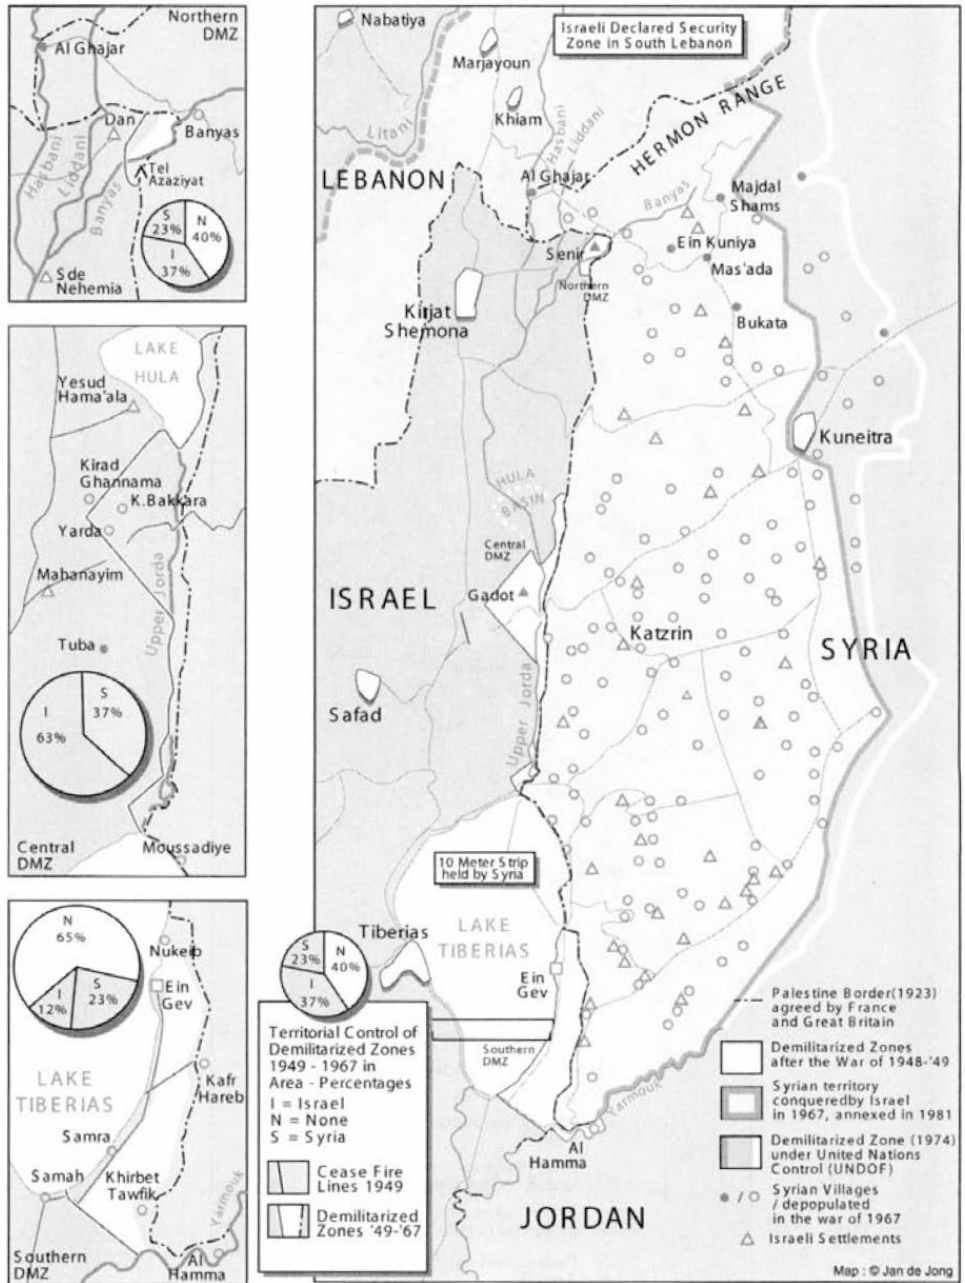 Northern
DMZ
Al Ghajar
Dan
Banyas
Hasbani
Liddani
Banyas
Tel
Azaziyat
S
23%
N
40%
I
37%
Sde
Nehemia
LAKE
HULA
Yesud
Hama'ala
Kirad
Ghannama
K.Bakkara
Yarda
Mahanayim
Upper Jorda
Tuba
S
37%
I
63%
Central
DMZ
Moussadiye
N
65%
I
12%
S
23%
Nukeib
Ein
Gev
LAKE
TIBERIAS
Kafr
Hareb
Samra
Samah
Khirbet
Tawfik
Yarmouk
Southern
DMZ
Al
Hamma
Nabatiya
Israeli Declared Security
Zone in South Lebanon
Marjayoun
Khiam
Litani
Hasbani
Liddani
HERMON RANGE
LEBANON
Al Ghajar
Banyas
Majdal
Shams
Senir
Ein Kuniya
Mas'ada
Northern
DMZ
Kirjat
Shemona
Bukata
Kuneitra
HULA
BASIN
Central
DMZ
Gadot
ISRAEL
Katzrin
SYRIA
Safad
Upper Jorda
10 Meter Strip
held by Syria
LAKE
TIBERIAS
Tiberias
Ein
Gev
S
23%
N
40%
I
37%
Southern
DMZ
Yarmouk
Al
Hamma
JORDAN
Territorial Control of
Demilitarized Zones
1949 - 1967 in
Area - Percentages
I = Israel
N = None
S = Syria
Cease Fire
Lines 1949
Demilitarized
Zones '49-'67
Palestine Border(1923)
agreed by France
and Great Britain
Demilitarized Zones
after the War of 1948-'49
Syrian territory
conqueredby Israel
in 1967, annexed in 1981
Demilitarized Zone (1974)
under United Nations
Control (UNDOF)
Syrian Villages
/ depopulated
in the war of 1967
Israeli Settlements
Map : © Jan de Jong